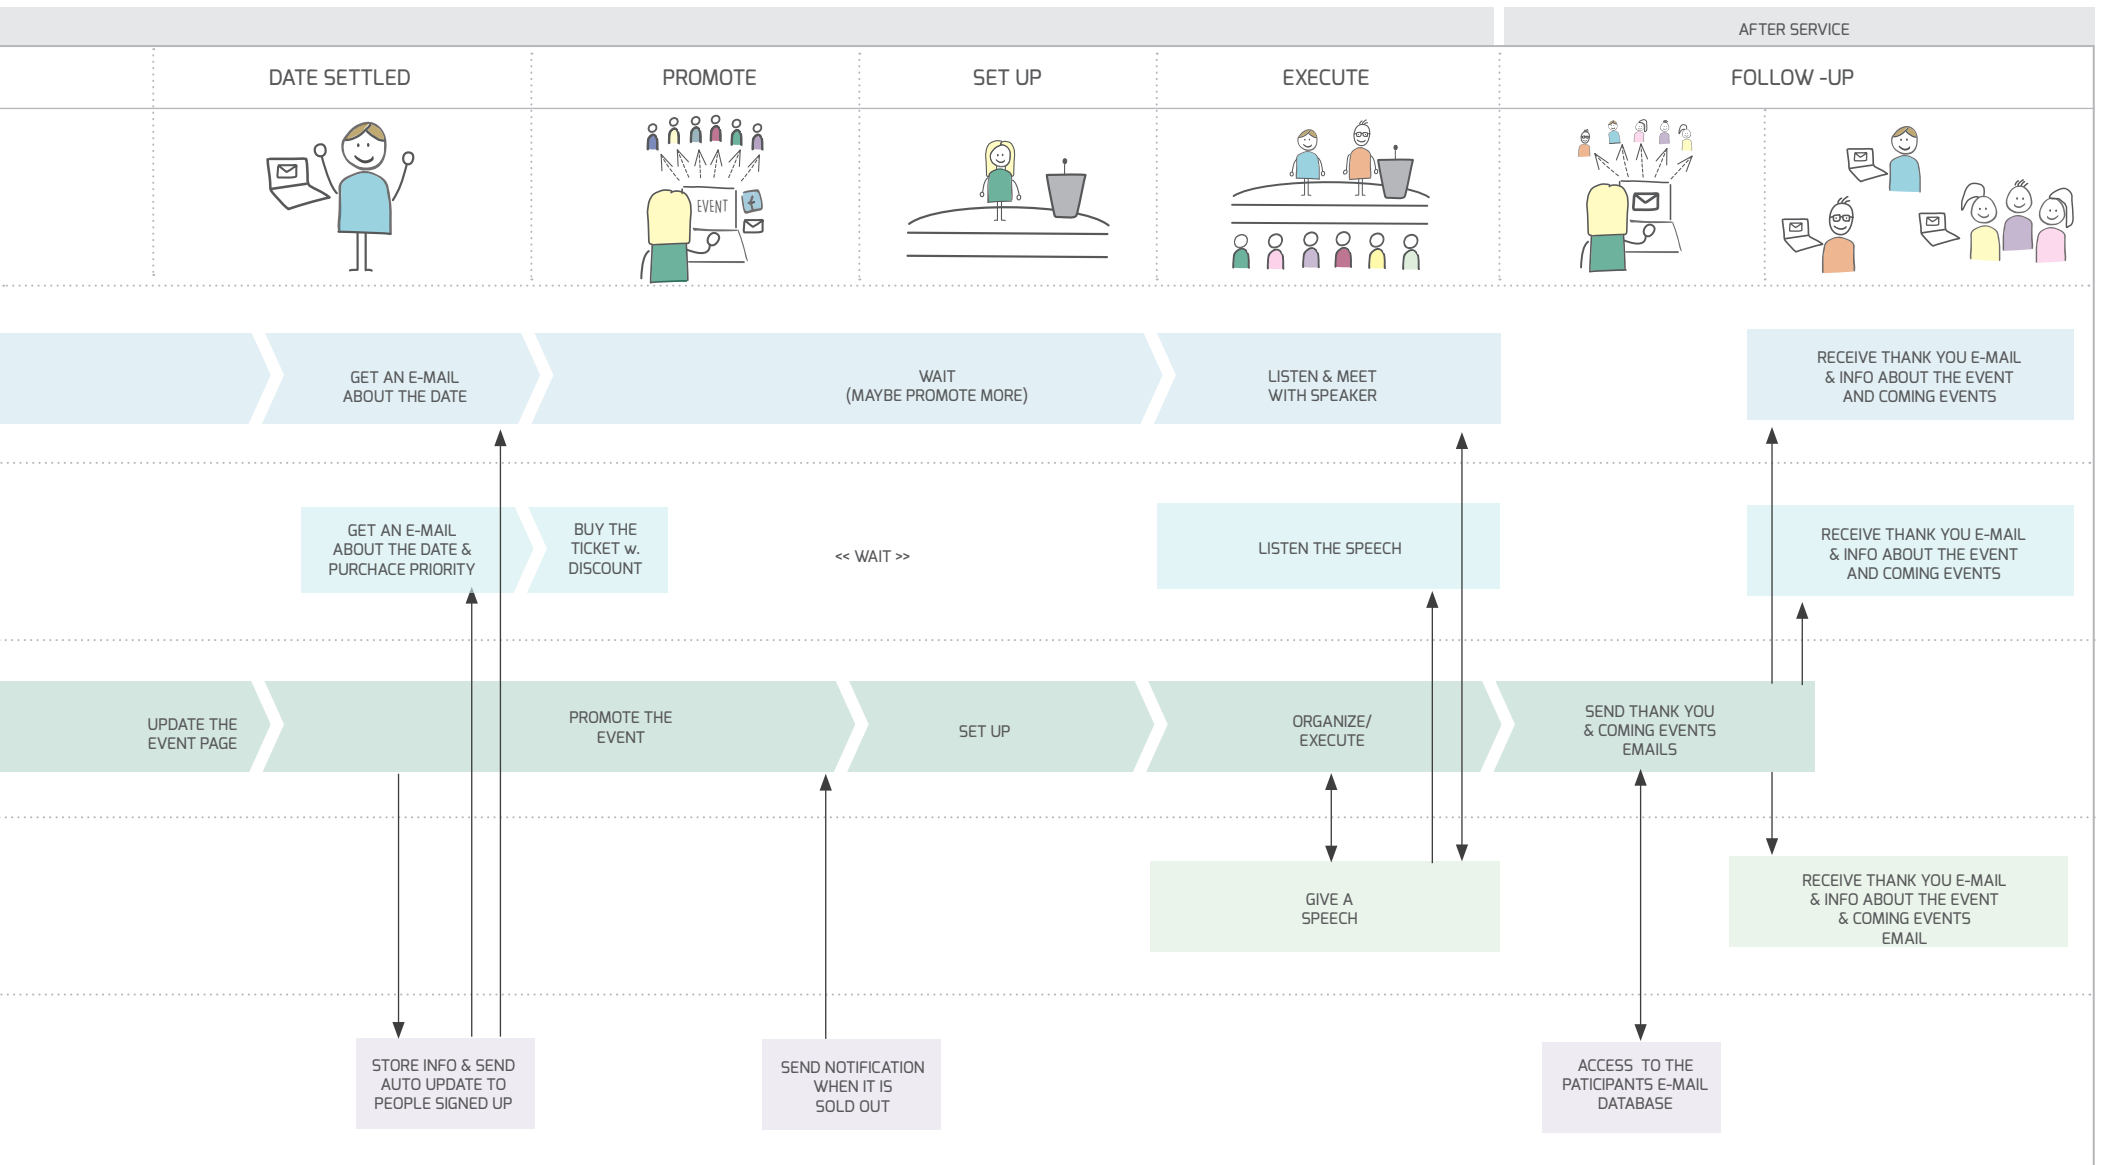 AFTER SERVICE
DATE SETTLED
PROMOTE
SET UP
EXECUTE
FOLLOW -UP
EVENT
f
GET AN E-MAIL
ABOUT THE DATE
WAIT
(MAYBE PROMOTE MORE)
LISTEN & MEET
WITH SPEAKER
RECEIVE THANK YOU E-MAIL
& INFO ABOUT THE EVENT
AND COMING EVENTS
GET AN E-MAIL
ABOUT THE DATE &
PURCHACE PRIORITY
BUY THE
TICKET w.
DISCOUNT
<< WAIT >>
LISTEN THE SPEECH
RECEIVE THANK YOU E-MAIL
& INFO ABOUT THE EVENT
AND COMING EVENTS
UPDATE THE
EVENT PAGE
PROMOTE THE
EVENT
SET UP
ORGANIZE/
EXECUTE
SEND THANK YOU
& COMING EVENTS
EMAILS
GIVE A
SPEECH
RECEIVE THANK YOU E-MAIL
& INFO ABOUT THE EVENT
& COMING EVENTS
EMAIL
STORE INFO & SEND
AUTO UPDATE TO
PEOPLE SIGNED UP
SEND NOTIFICATION
WHEN IT IS
SOLD OUT
ACCESS  TO THE
PATICIPANTS E-MAIL
DATABASE